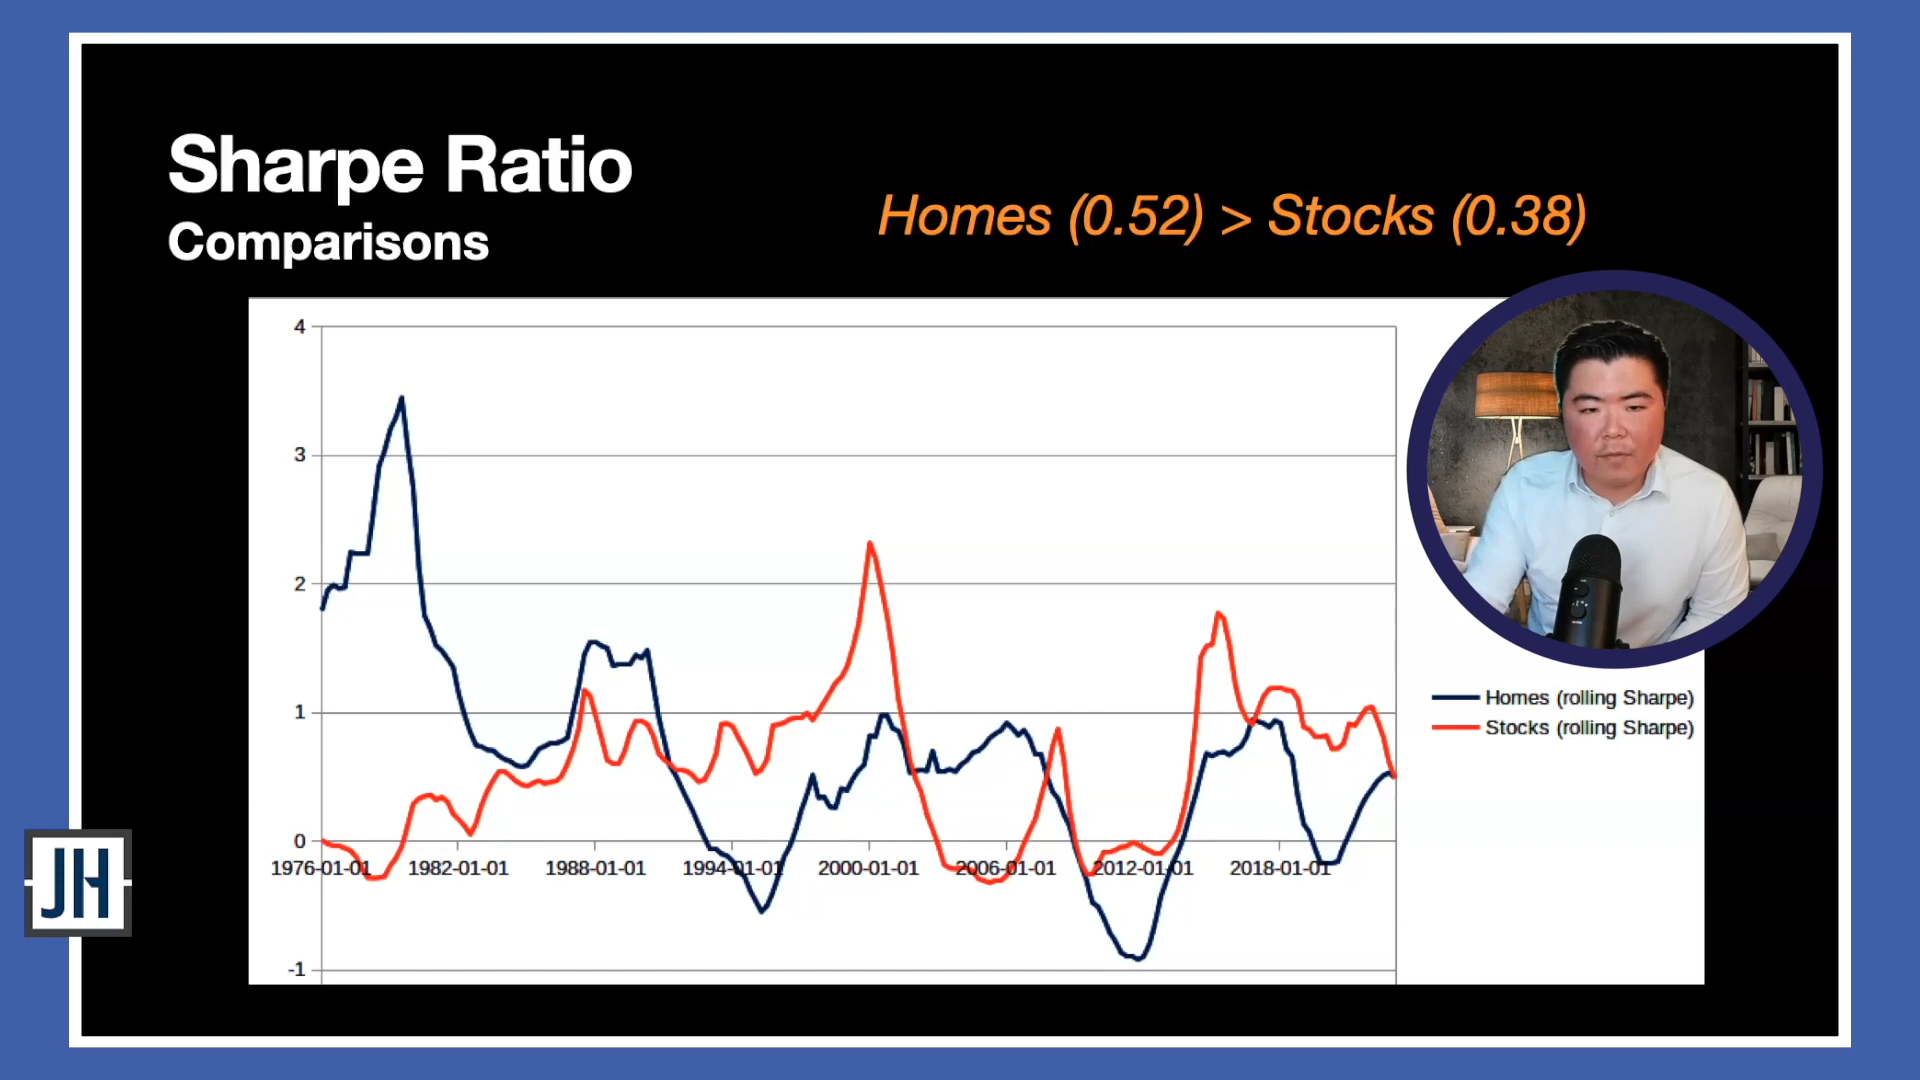 Sharpe Ratio
Comparisons
Homes (0.52) > Stocks (0.38)
4
3
2
1
0
-1
1976-01-01
1982-01-01
1988-01-01
1994-01-01
2000-01-01
2006-01-01
2012-01-01
2018-01-01
Homes (rolling Sharpe)
Stocks (rolling Sharpe)
JH